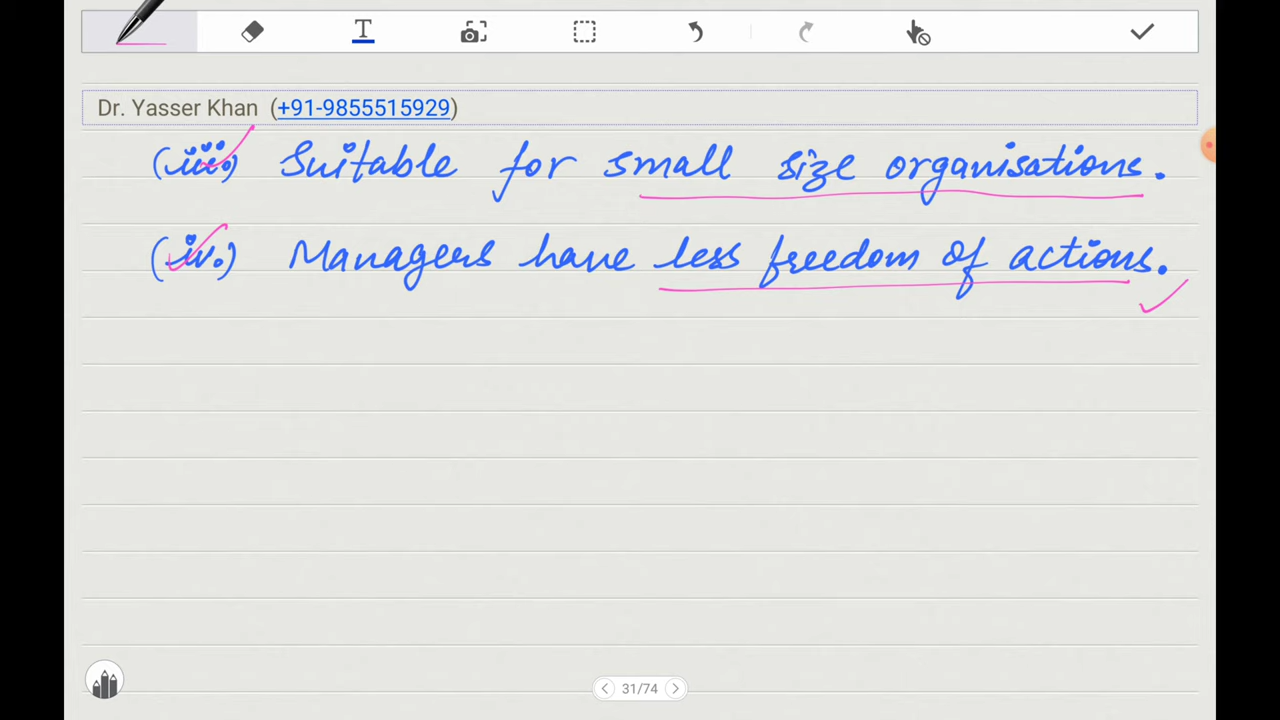 T
Dr. Yasser Khan (+91-9855515929)
(iii.) Suitable for small size organisations.
(iv.) Managers have less freedom of actions.
31/74